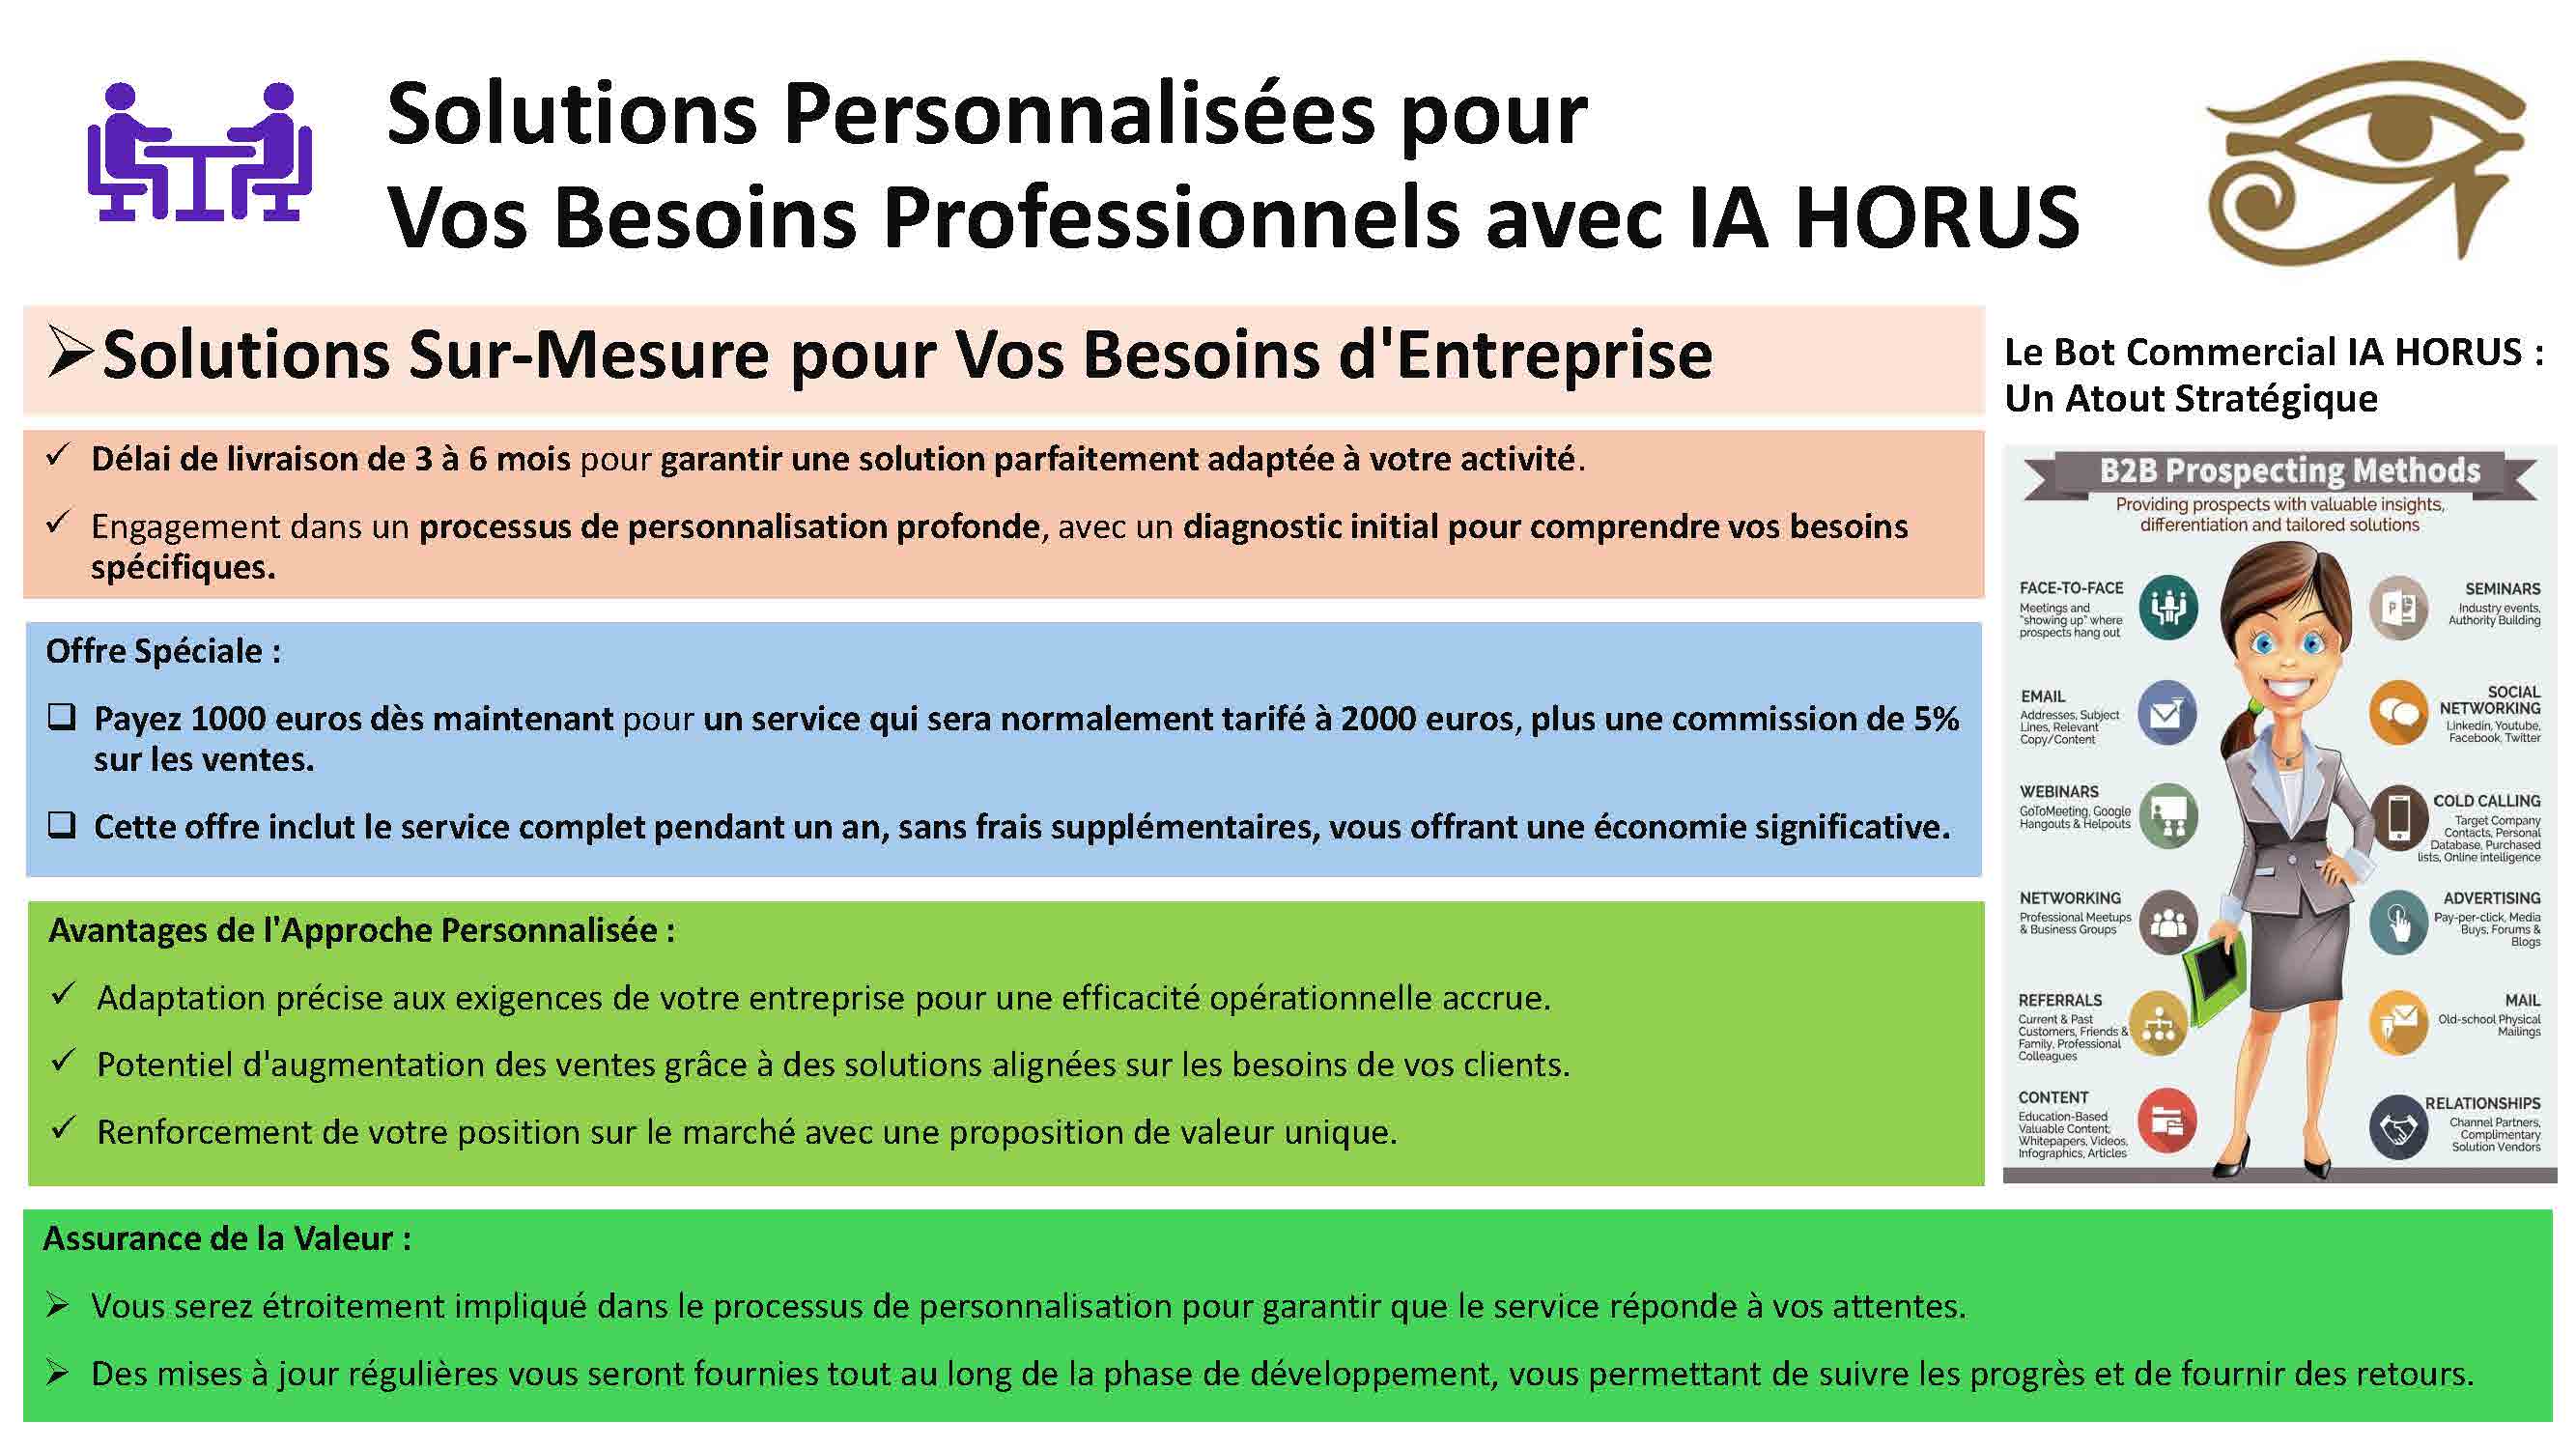 Solutions Personnalisées pour
Vos Besoins Professionnels avec IA HORUS
Solutions Sur-Mesure pour Vos Besoins d'Entreprise
Délai de livraison de 3 à 6 mois pour garantir une solution parfaitement adaptée à votre activité.
Engagement dans un processus de personnalisation profonde, avec un diagnostic initial pour comprendre vos besoins
spécifiques.
Offre Spéciale :
Payez 1000 euros dès maintenant pour un service qui sera normalement tarifé à 2000 euros, plus une commission de 5%
sur les ventes.
Cette offre inclut le service complet pendant un an, sans frais supplémentaires, vous offrant une économie significative.
Avantages de l'Approche Personnalisée :
Adaptation précise aux exigences de votre entreprise pour une efficacité opérationnelle accrue.
Potentiel d'augmentation des ventes grâce à des solutions alignées sur les besoins de vos clients.
Renforcement de votre position sur le marché avec une proposition de valeur unique.
Le Bot Commercial IA HORUS :
Un Atout Stratégique
B2B Prospecting Methods
Providing prospects with valuable insights,
differentiation and tailored solutions
FACE-TO-FACE
Meetings and
"showing up" where
prospects hang out
EMAIL
Addresses, Subject
Lines, Relevant
Copy/Content
WEBINARS
GoToMeeting, Google
Hangouts & Helpouts
NETWORKING
Professional Meetups
& Business Groups
REFERRALS
Current & Past
Customers, Friends &
Family, Professional
Colleagues
CONTENT
Education-Based
Valuable Content;
Whitepapers, Videos,
Infographics, Articles
SEMINARS
Industry events,
Authority Building
SOCIAL
NETWORKING
Linkedin, Youtube,
Facebook, Twitter
COLD CALLING
Target Company
Contacts, Personal
Database, Purchased
lists, Online intelligence
ADVERTISING
Pay-per-click, Media
Buys, Forums &
Blogs
MAIL
Old-school Physical
Mailings
RELATIONSHIPS
Channel Partners,
Complimentary
Solution Vendors
Assurance de la Valeur :
Vous serez étroitement impliqué dans le processus de personnalisation pour garantir que le service réponde à vos attentes.
Des mises à jour régulières vous seront fournies tout au long de la phase de développement, vous permettant de suivre les progrès et de fournir des retours.